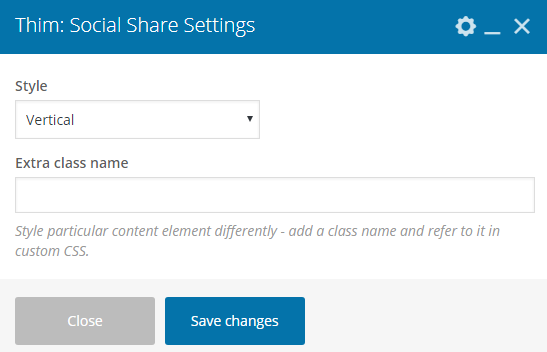 Thim: Social Share Settings
Style
Vertical
Extra class name
Style particular content element differently - add a class name and refer to it in
custom CSS.
Close
Save changes